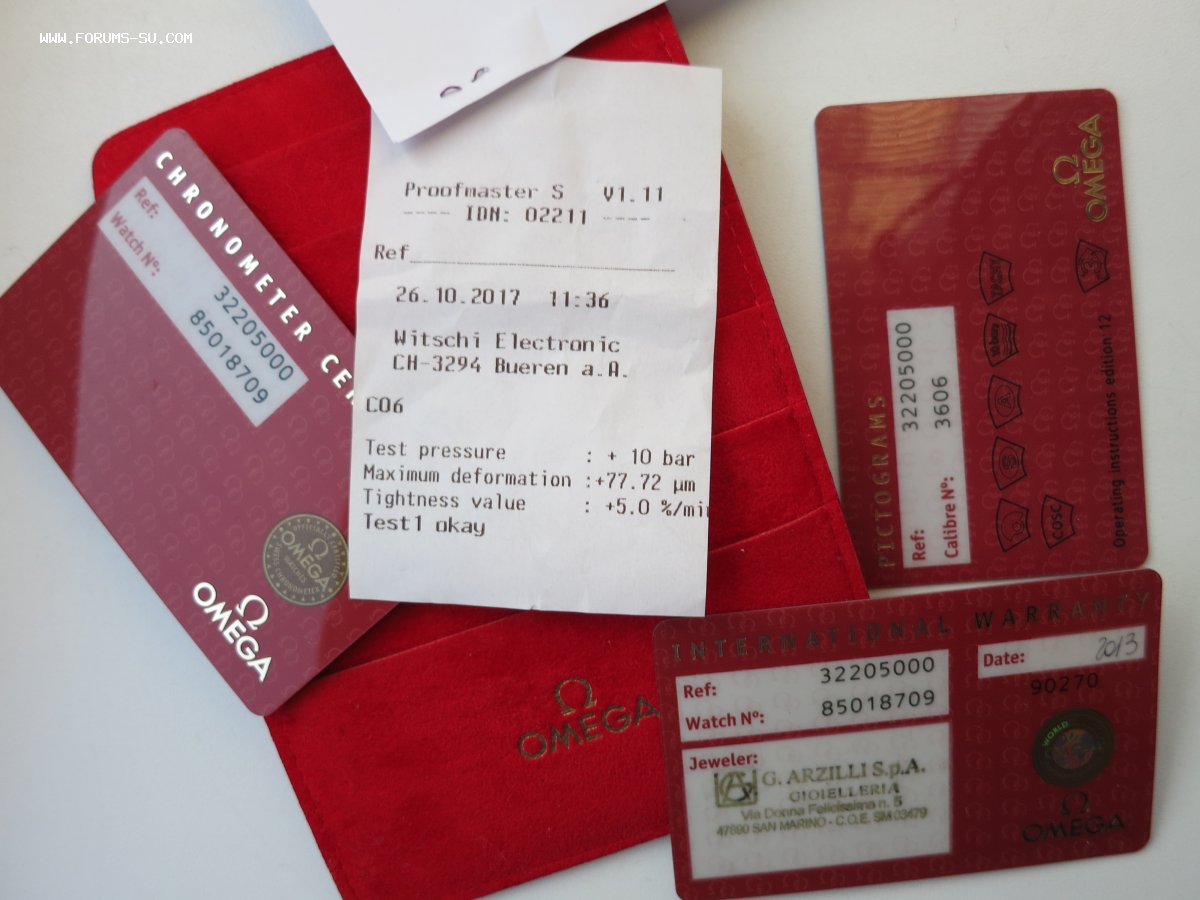 WWW.FORUMS-SU.COM
CHRONOMETER CE
Ref:
32205000
Watch Nº:
85018709
OMEGA
WATCHES
OMEGA
Proofmaster S V1.11
---- IDN: 02211 ----
Ref
26.10.2017 11:36
Witschi Electronic
CH-3294 Bueren a.A.
C06
Test pressure : + 10 bar
Maximum deformation :+77.72 µm
Tightness value : +5.0 %/mi
Test1 okay
OMEGA
OMEGA
PICTOGRAMS
Ref: 32205000
Calibre Nº: 3606
COSC
Operating instructions edition 12
INTERNATIONAL WARRANTY
Ref: 32205000
Watch Nº: 85018709
Date: 2013
90270
Jeweler:
G. ARZILLI S.p.A.
GIOIELLERIA
Via Donna Felicissima n. 5
47890 SAN MARINO - C.O.E. SM 03479
WORLD
OMEGA